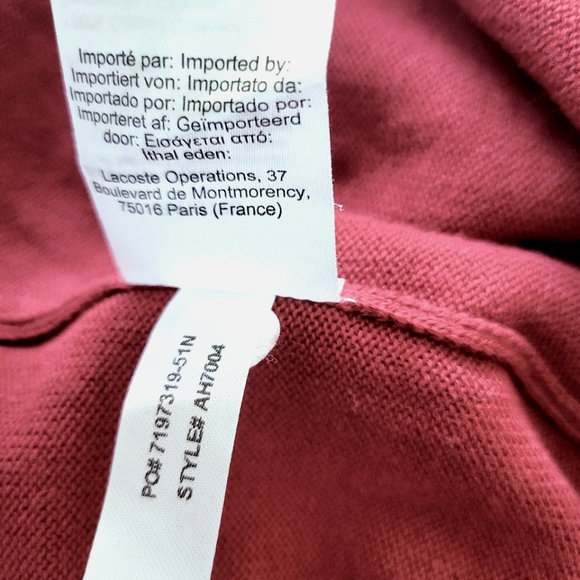 Importé par: Imported by:
Importiert von: Importato da:
Importado por: Importado por:
Importeret af: Geïmporteerd
door: Εισάγεται από:
Ithal eden:
Lacoste Operations, 37
Boulevard de Montmorency,
75016 Paris (France)
PO# 7197319-51N
STYLE# AH7004